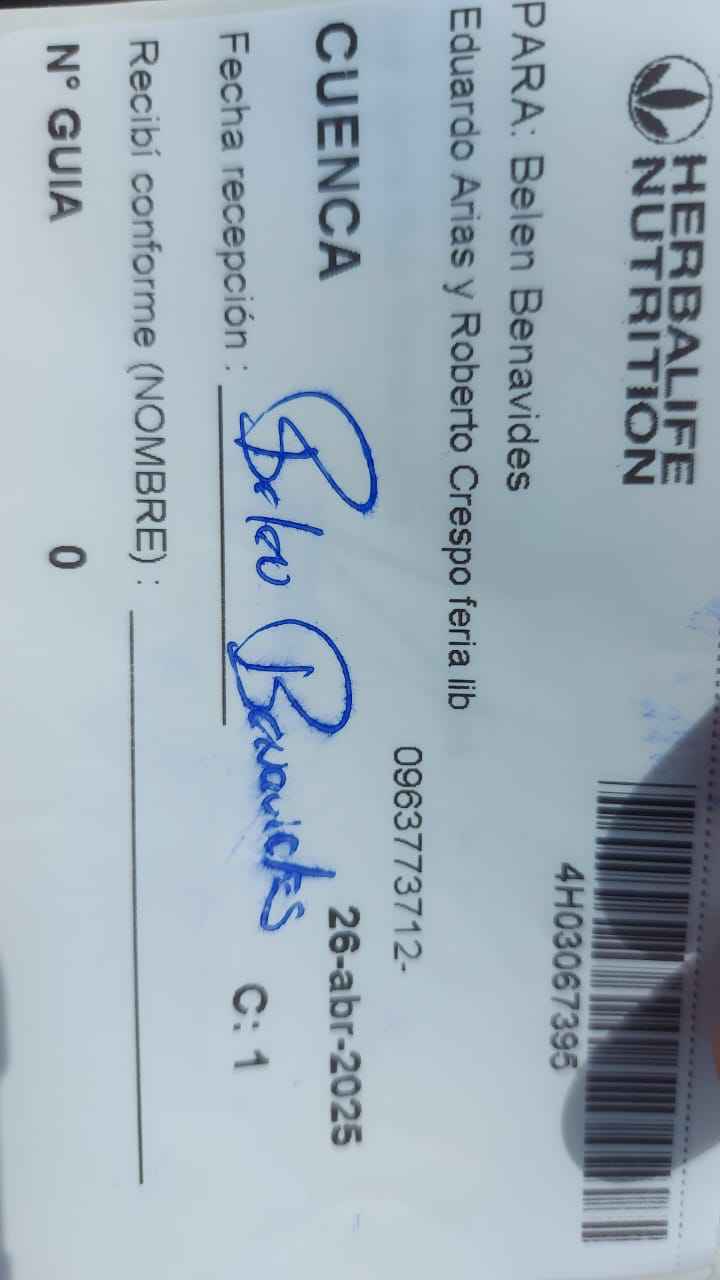 HERBALIFE
NUTRITION
4H03067395
PARA: Belen Benavides
Eduardo Arias y Roberto Crespo feria lib
0963773712-
CUENCA
26-abr-2025
Fecha recepción : Belen Benavides
C: 1
Recibí conforme (NOMBRE) :
N° GUIA 0